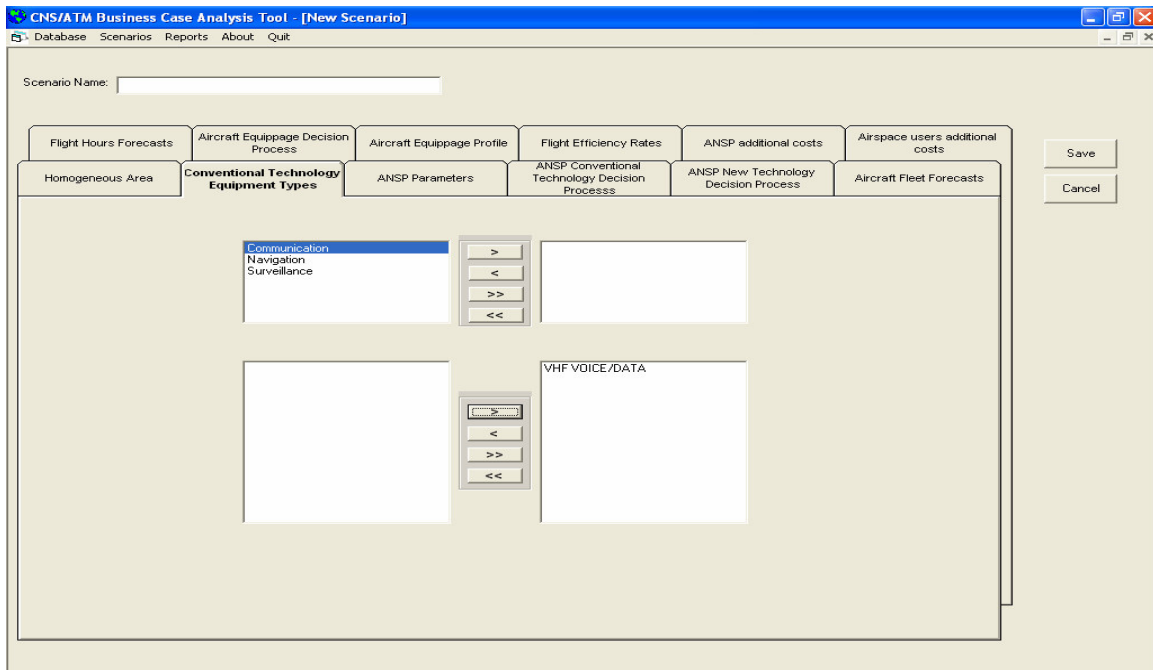 CNS/ATM Business Case Analysis Tool - [New Scenario]
Database Scenarios Reports About Quit
Scenario Name:
Flight Hours Forecasts
Aircraft Equippage Decision
Process
Aircraft Equippage Profile
Flight Efficiency Rates
ANSP additional costs
Airspace users additional
costs
Save
Homogeneous Area
Conventional Technology
Equipment Types
ANSP Parameters
ANSP Conventional
Technology Decision
Processs
ANSP New Technology
Decision Process
Aircraft Fleet Forecasts
Cancel
Communication
Navigation
Surveillance
>
<
>>
<<
VHF VOICE/DATA
>
<
>>
<<